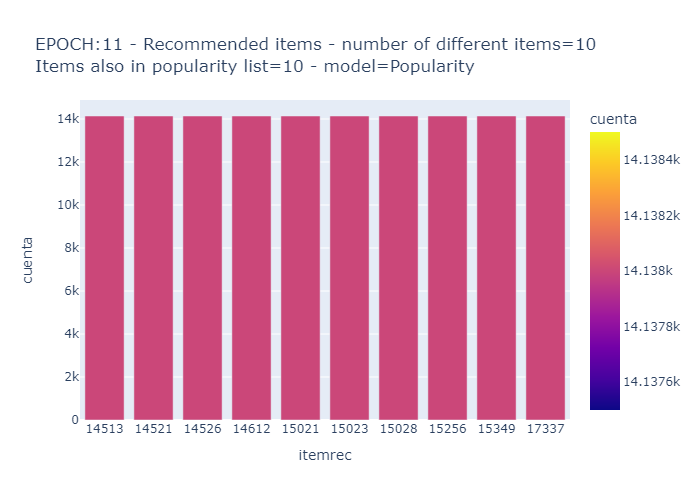 EPOCH:11 - Recommended items - number of different items=10
Items also in popularity list=10 - model=Popularity
cuenta
14k
12k
10k
8k
6k
4k
2k
0
cuenta
14513 14521 14526 14612 15021 15023 15028 15256 15349 17337
itemrec
14.1384k
14.1382k
14.138k
14.1378k
14.1376k